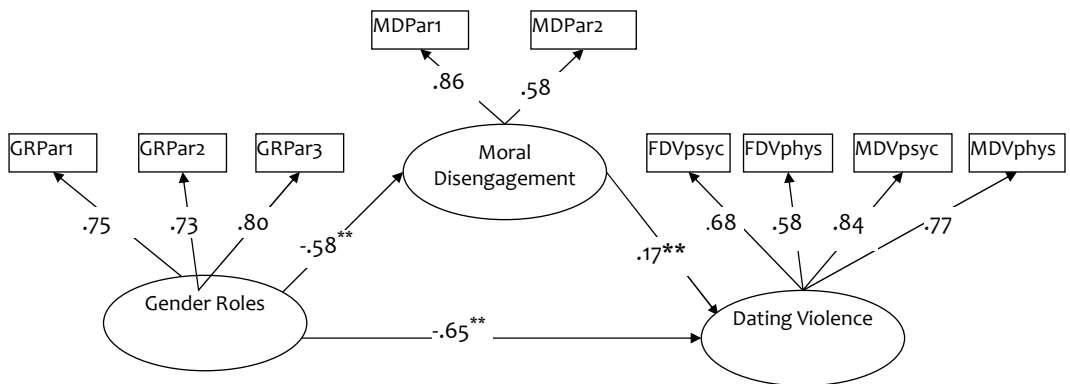 MDPar1
MDPar2
.86
.58
GRPar1
GRPar2
GRPar3
Moral
Disengagement
FDVpsyc
FDVphys
MDVpsyc
MDVphys
.75
.73
.80
-.58**
.17**
.68
.58
.84
.77
Gender Roles
-.65**
Dating Violence